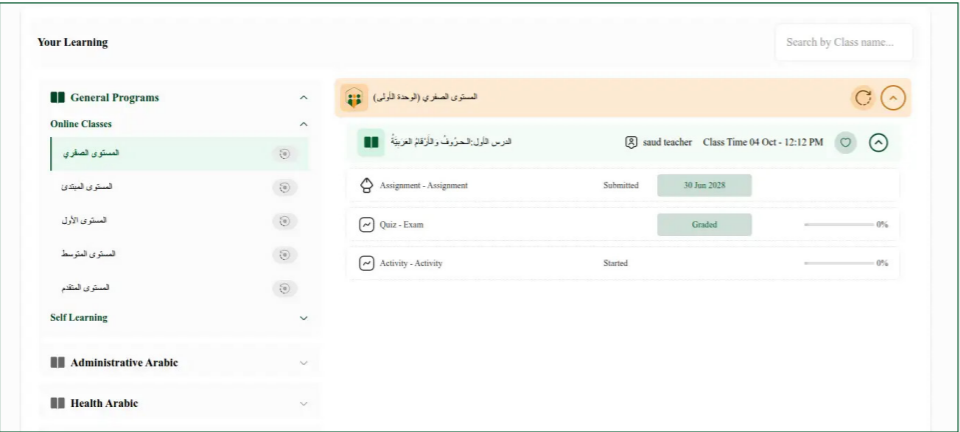 Your Learning
Search by Class name...
General Programs
Online Classes
المستوى الصفري
المستوى المبتدئ
المستوى الأول
المستوى المتوسط
المستوى المتقدم
Self Learning
Administrative Arabic
Health Arabic
المستوى الصفري (الوحدة الأولى)
الدرس الأول:الحروف والأرقام العربية
saud teacher Class Time 04 Oct - 12:12 PM
Assignment - Assignment Submitted 30 Jun 2028
Quiz - Exam Graded 0%
Activity - Activity Started 0%